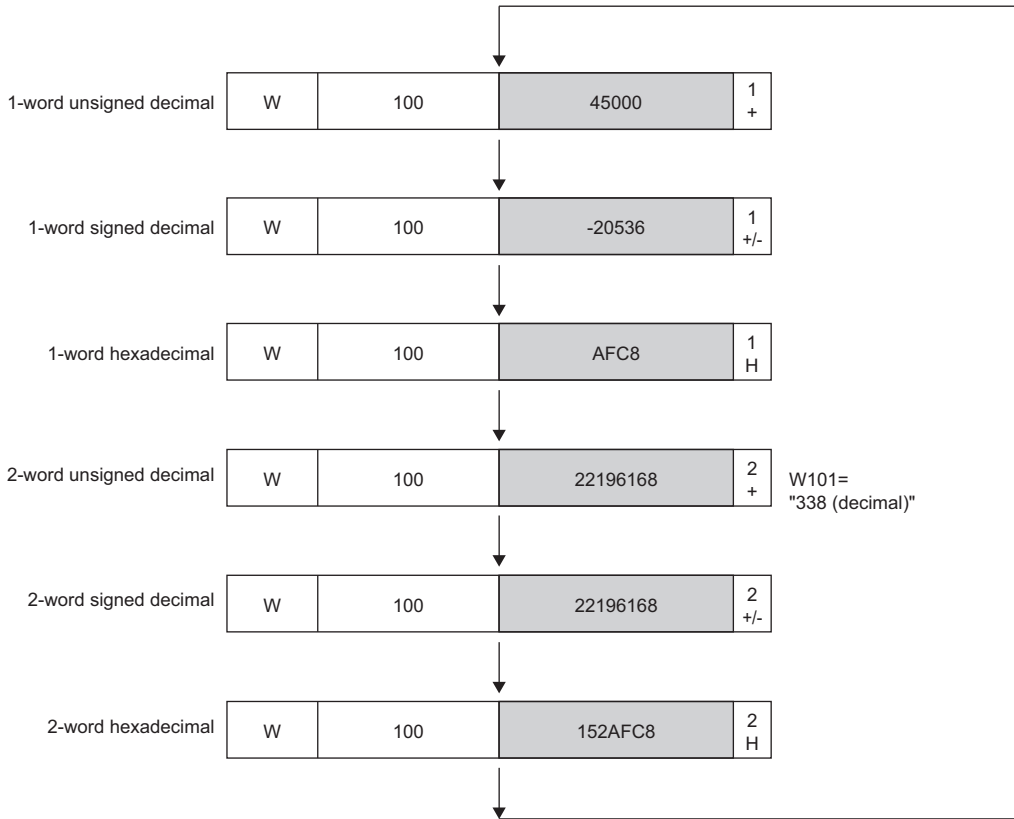 1-word unsigned decimal W 100 45000 1
+
1-word signed decimal W 100 -20536 1
+/-
1-word hexadecimal W 100 AFC8 1
H
2-word unsigned decimal W 100 22196168 2
+
W101=
"338 (decimal)"
2-word signed decimal W 100 22196168 2
+/-
2-word hexadecimal W 100 152AFC8 2
H